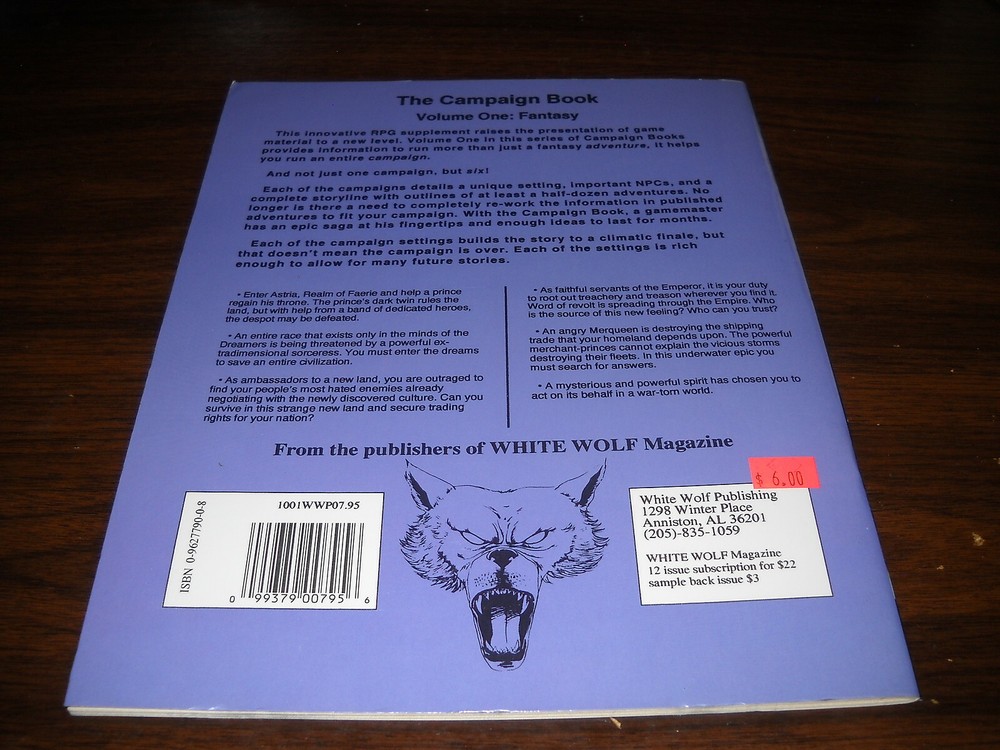 The Campaign Book
Volume One: Fantasy
This innovative RPG supplement raises the presentation of game
material to a new level. Volume One in this series of Campaign Books
provides information to run more than just a fantasy adventure, it helps
you run an entire campaign.
And not just one campaign, but six!
Each of the campaigns details a unique setting, important NPCs, and a
complete storyline with outlines of at least a half-dozen adventures. No
longer is there a need to completely re-work the information in published
adventures to fit your campaign. With the Campaign Book, a gamemaster
has an epic saga at his fingertips and enough ideas to last for months.
Each of the campaign settings builds the story to a climatic finale, but
that doesn't mean the campaign is over. Each of the settings is rich
enough to allow for many future stories.
• Enter Astria, Realm of Faerie and help a prince
regain his throne. The prince's dark twin rules the
land, but with help from a band of dedicated heroes,
the despot may be defeated.
• An entire race that exists only in the minds of the
Dreamers is being threatened by a powerful ex-
tradimensional sorceress. You must enter the dreams
to save an entire civilization.
• As ambassadors to a new land, you are outraged to
find your people's most hated enemies already
negotiating with the newly discovered culture. Can you
survive in this strange new land and secure trading
rights for your nation?
• As faithful servants of the Emperor, it is your duty
to root out treachery and treason wherever you find it.
Word of revolt is spreading through the Empire. Who
is the source of this new feeling? Who can you trust?
• An angry Merqueen is destroying the shipping
trade that your homeland depends upon. The powerful
merchant-princes cannot explain the vicious storms
destroying their fleets. In this underwater epic you
must search for answers.
• A mysterious and powerful spirit has chosen you to
act on its behalf in a war-torn world.
From the publishers of WHITE WOLF Magazine
$ 6.00
ISBN 0-9627790-0-8
1001WWP07.95
0 99379 00795 6
White Wolf Publishing
1298 Winter Place
Anniston, AL 36201
(205)-835-1059
WHITE WOLF Magazine
12 issue subscription for $22
sample back issue $3